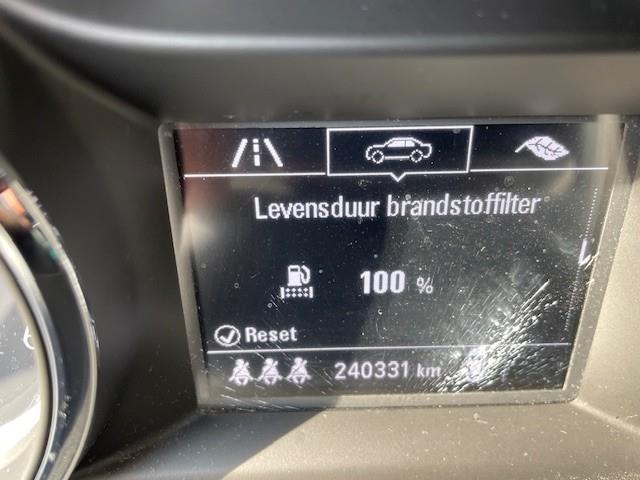 Levensduur brandstoffilter
100 %
Reset
240331 km